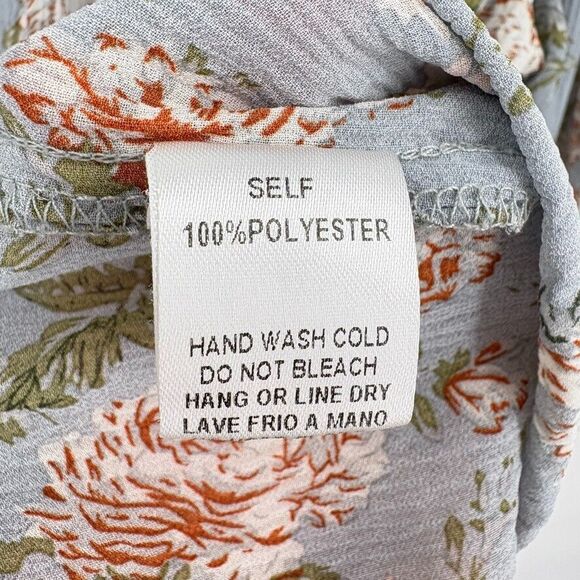 SELF
100%POLYESTER
HAND WASH COLD
DO NOT BLEACH
HANG OR LINE DRY
LAVE FRIO A MANO